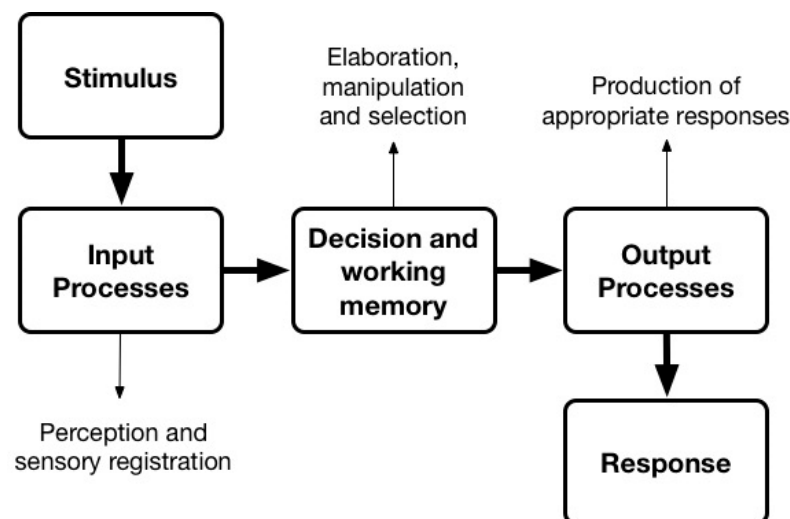 Stimulus
Elaboration,
manipulation
and selection
Production of
appropriate responses
Input
Processes
Decision and
working
memory
Output
Processes
Perception and
sensory registration
Response